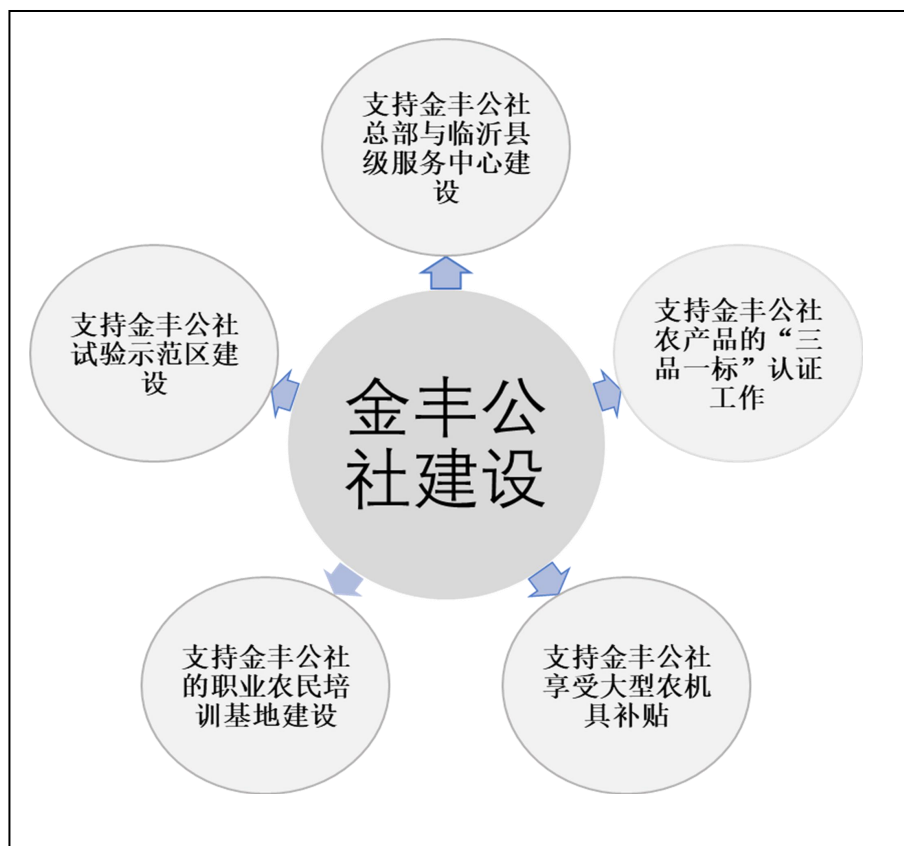 支持金丰公社
总部与临沂县
级服务中心建
设
支持金丰公社
试验示范区建
设
支持金丰公社
农产品的“三
品一标”认证
工作
金丰公
社建设
支持金丰公社
的职业农民培
训基地建设
支持金丰公社
享受大型农机
具补贴